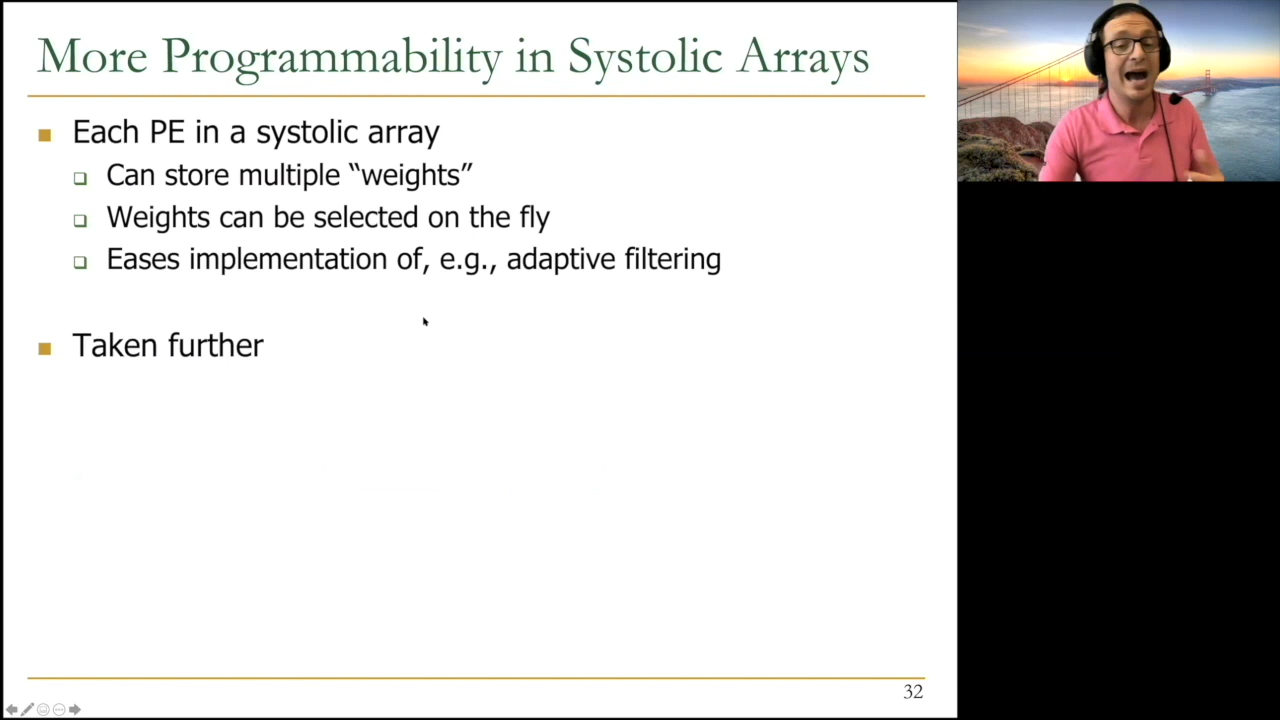 More Programmability in Systolic Arrays
Each PE in a systolic array
Can store multiple “weights”
Weights can be selected on the fly
Eases implementation of, e.g., adaptive filtering
Taken further
32